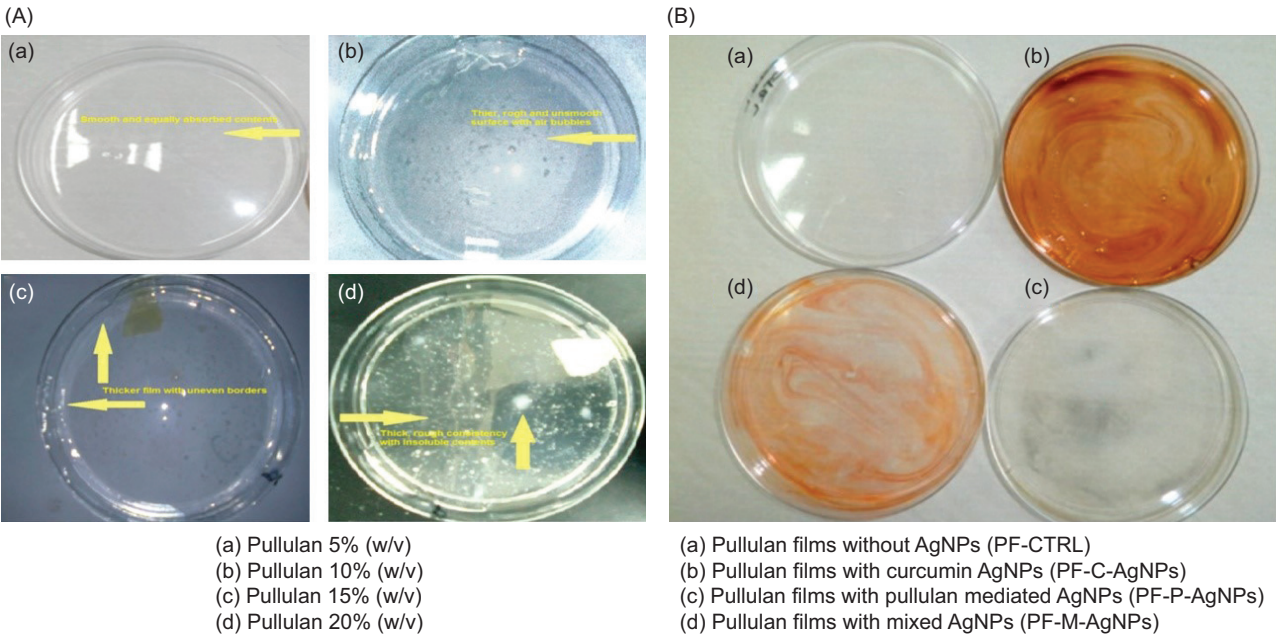 (A)
(B)
(a)
Smooth and equally absorbed contents
(b)
Thier, rogh and unsmooth
surface with air bubbles
(c)
Thicker film with uneven borders
(d)
Thick, rough consistency
with insoluble contents
(a) Pullulan 5% (w/v)
(b) Pullulan 10% (w/v)
(c) Pullulan 15% (w/v)
(d) Pullulan 20% (w/v)
(a)
(b)
(d)
(c)
(a) Pullulan films without AgNPs (PF-CTRL)
(b) Pullulan films with curcumin AgNPs (PF-C-AgNPs)
(c) Pullulan films with pullulan mediated AgNPs (PF-P-AgNPs)
(d) Pullulan films with mixed AgNPs (PF-M-AgNPs)